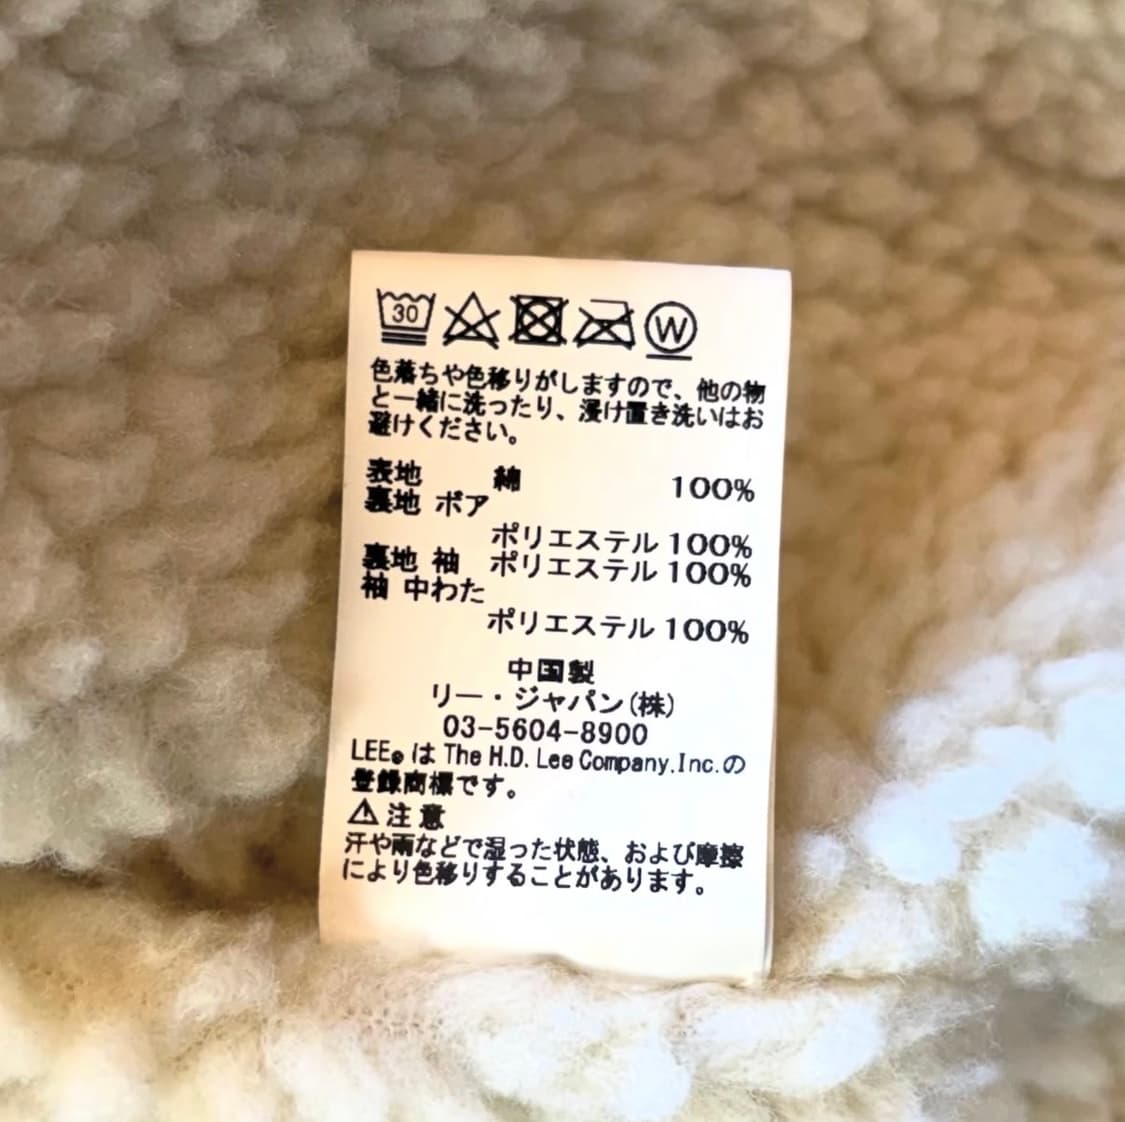 30 W
色落ちや色移りがしますので、他の物
と一緒に洗ったり、浸け置き洗いはお
避けください。
表地 綿 100%
裏地 ボア
ポリエステル 100%
裏地 袖 ポリエステル 100%
袖 中わた
ポリエステル 100%
中国製
リー・ジャパン(株)
03-5604-8900
LEE® は The H.D. Lee Company.Inc.の
登録商標です。
⚠注意
汗や雨などで湿った状態、および摩擦
により色移りすることがあります。